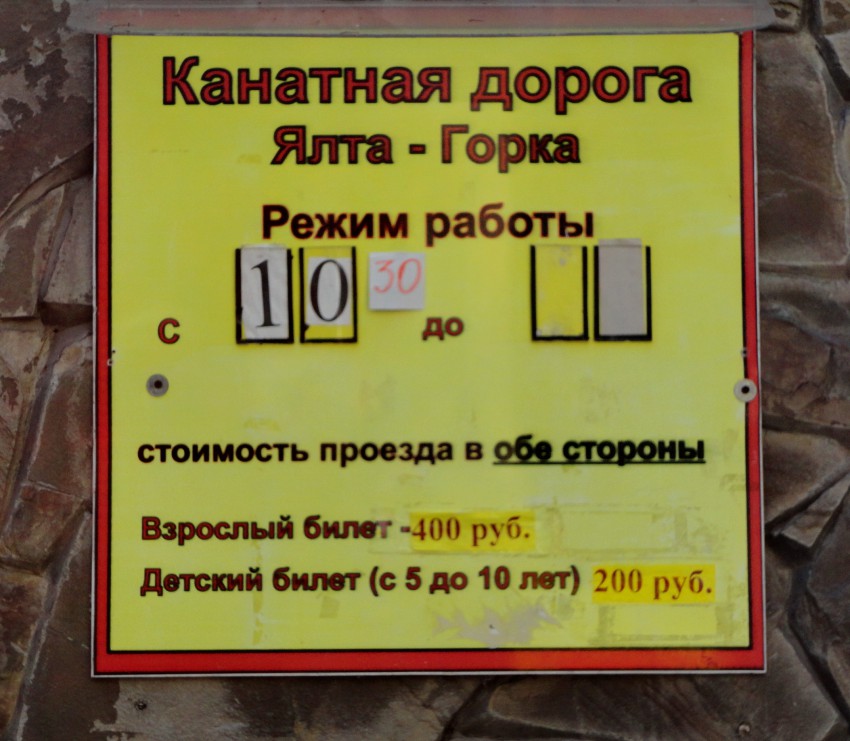 Канатная дорога
Ялта - Горка
Режим работы
с 10 30 до
стоимость проезда в обе стороны
Взрослый билет -400 руб.
Детский билет (с 5 до 10 лет) 200 руб.